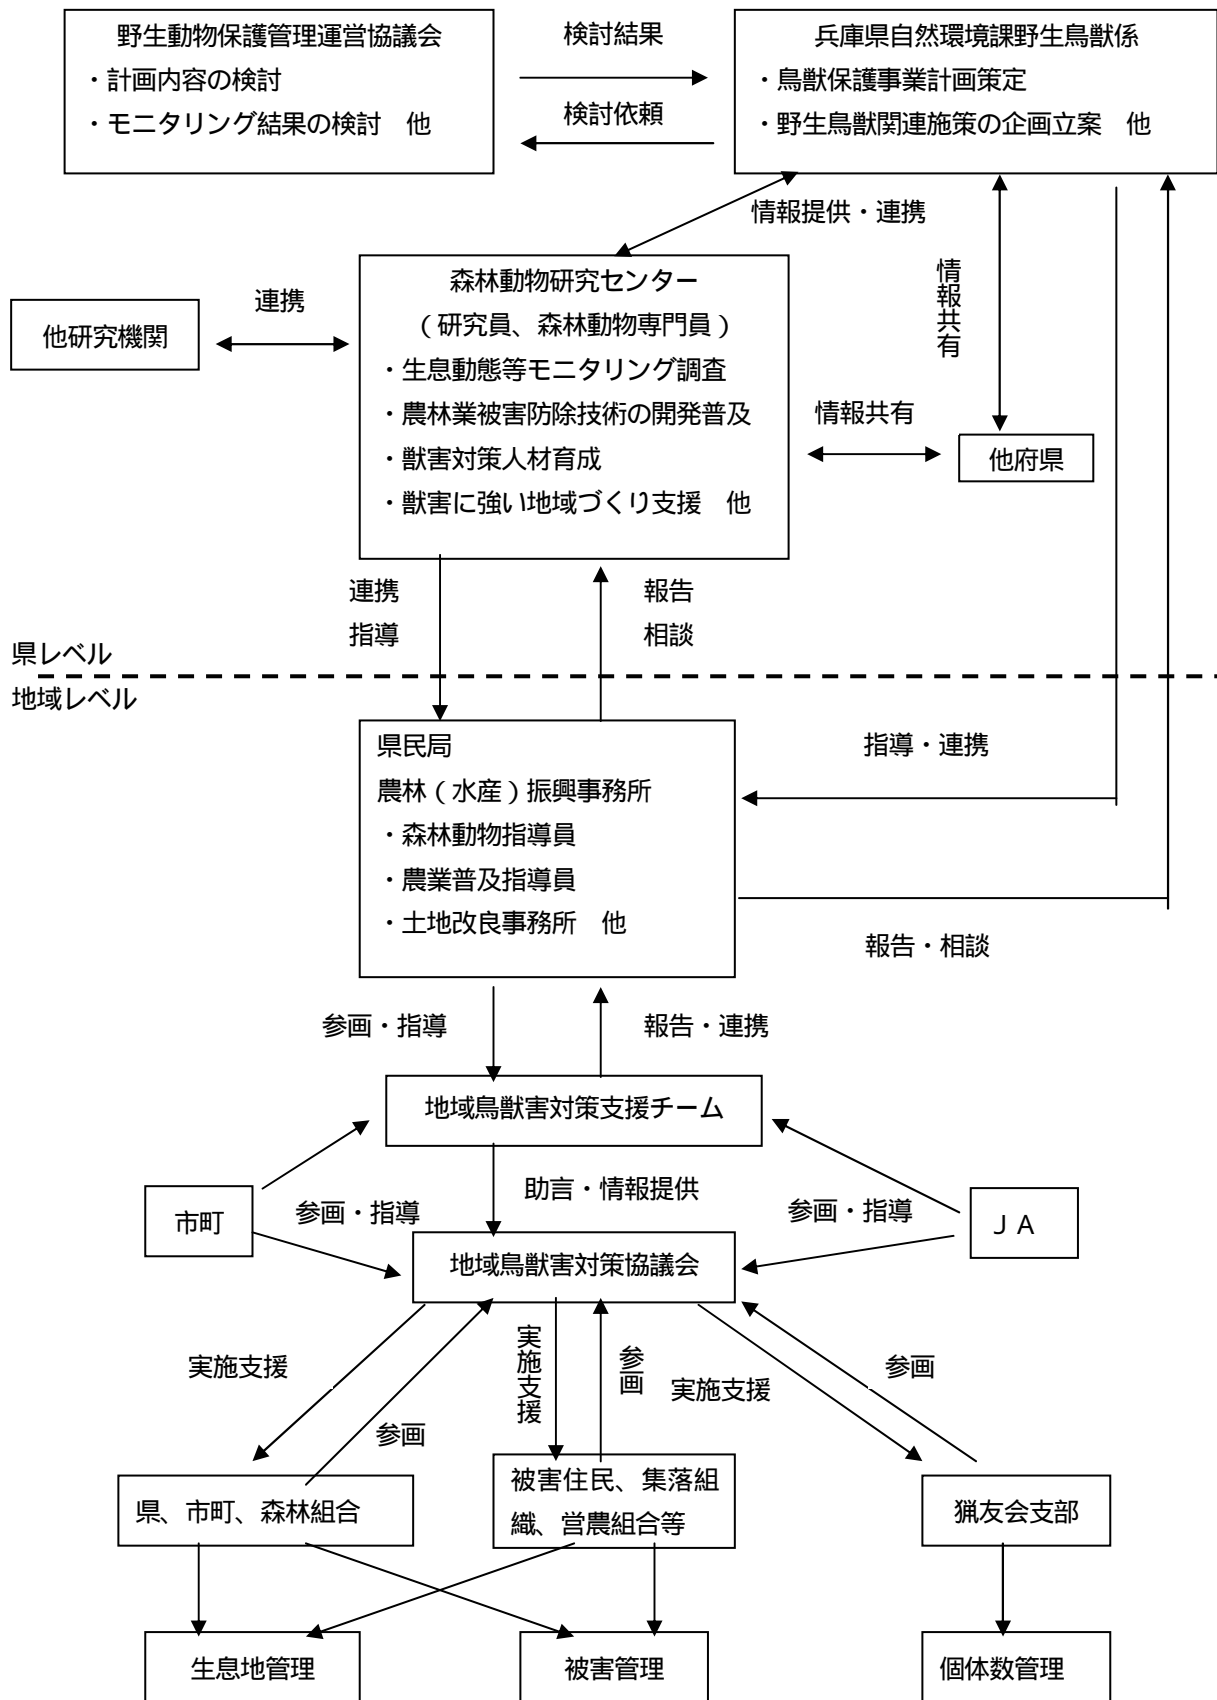 野生動物保護管理運営協議会
・計画内容の検討
・モニタリング結果の検討　他
検討結果
検討依頼
兵庫県自然環境課野生鳥獣係
・鳥獣保護事業計画策定
・野生鳥獣関連施策の企画立案　他
情報提供・連携
情報共有
他研究機関
連携
森林動物研究センター
（研究員、森林動物専門員）
・生息動態等モニタリング調査
・農林業被害防除技術の開発普及
・獣害対策人材育成
・獣害に強い地域づくり支援　他
情報共有
他府県
連携
指導
報告
相談
県レベル
地域レベル
県民局
農林（水産）振興事務所
・森林動物指導員
・農業普及指導員
・土地改良事務所　他
指導・連携
報告・相談
参画・指導
報告・連携
地域鳥獣害対策支援チーム
市町
参画・指導
助言・情報提供
参画・指導
ＪＡ
地域鳥獣害対策協議会
実施支援
参画
実施支援
参画
実施支援
参画
県、市町、森林組合
被害住民、集落組
織、営農組合等
猟友会支部
生息地管理
被害管理
個体数管理